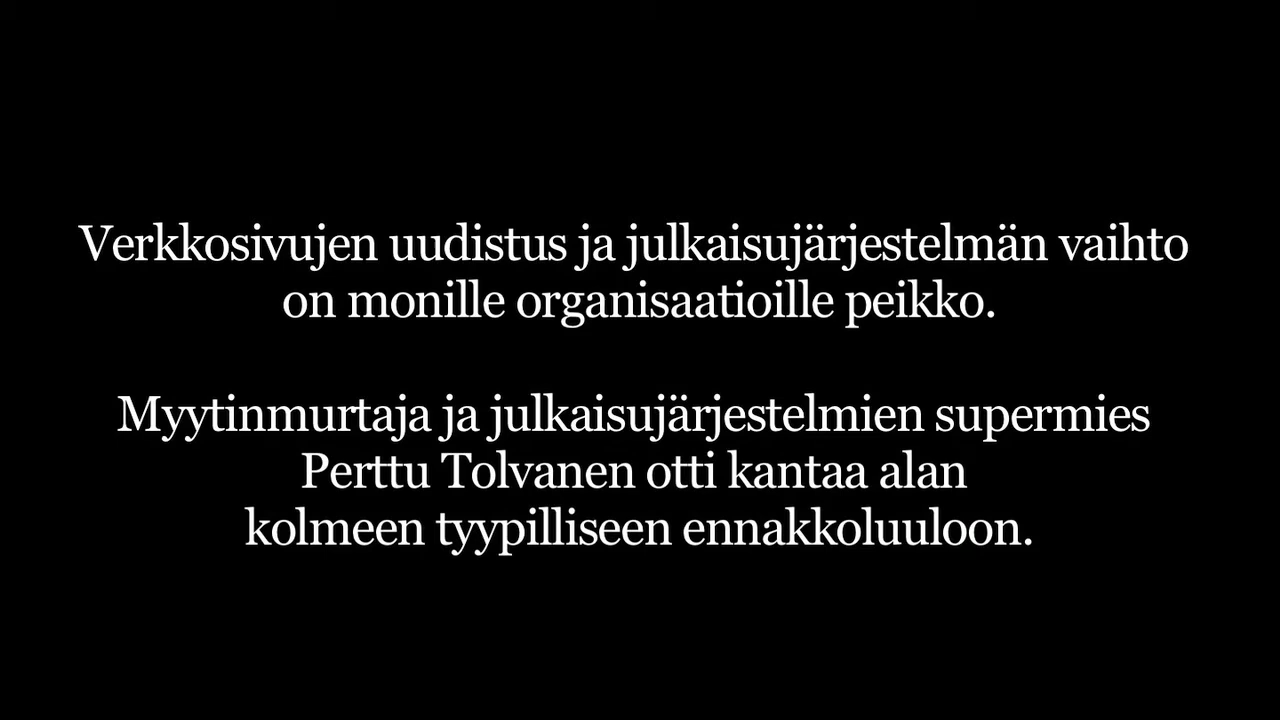 Verkkosivujen uudistus ja julkaisujärjestelmän vaihto
on monille organisaatioille peikko.
Myytinmurtaja ja julkaisujärjestelmien supermies
Perttu Tolvanen otti kantaa alan
kolmeen tyypilliseen ennakkoluuloon.